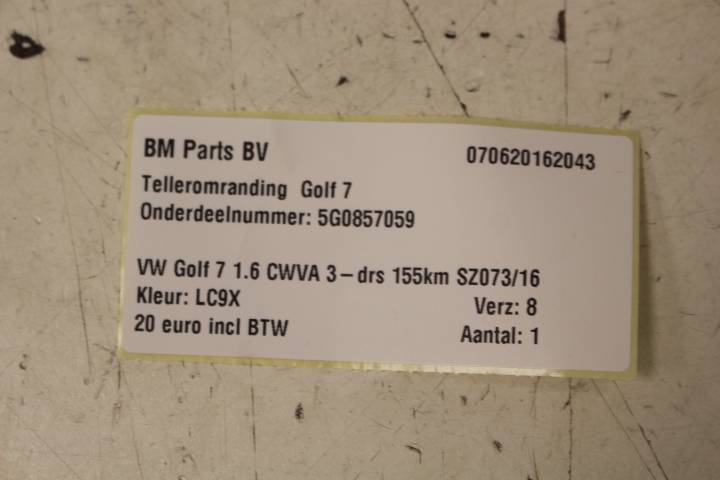 BM Parts BV 070620162043
Telleromranding Golf 7
Onderdeelnummer: 5G0857059
VW Golf 7 1.6 CWVA 3-drs 155km SZ073/16
Kleur: LC9X Verz: 8
20 euro incl BTW Aantal: 1